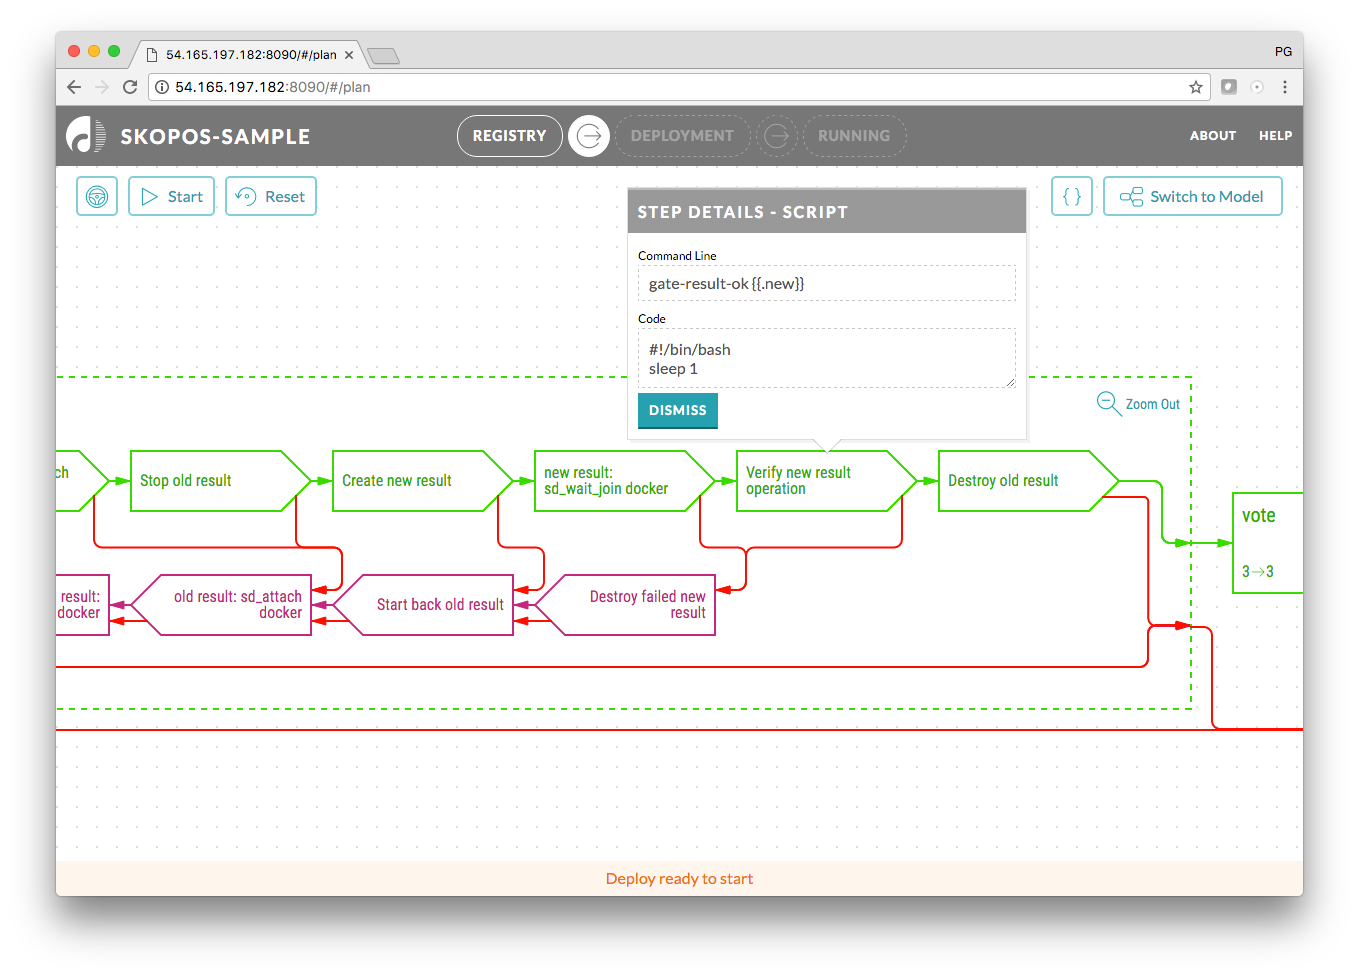 54.165.197.182:8090/#/plan
PG
54.165.197.182:8090/#/plan
SKOPOS-SAMPLE
REGISTRY
DEPLOYMENT
RUNNING
ABOUT
HELP
Start
Reset
{ }
Switch to Model
STEP DETAILS - SCRIPT
Command Line
gate-result-ok {{.new}}
Code
#!/bin/bash
sleep 1
DISMISS
Zoom Out
ch
Stop old result
Create new result
new result:
sd_wait_join docker
Verify new result
operation
Destroy old result
vote
3→3
result:
docker
old result: sd_attach
docker
Start back old result
Destroy failed new
result
Deploy ready to start